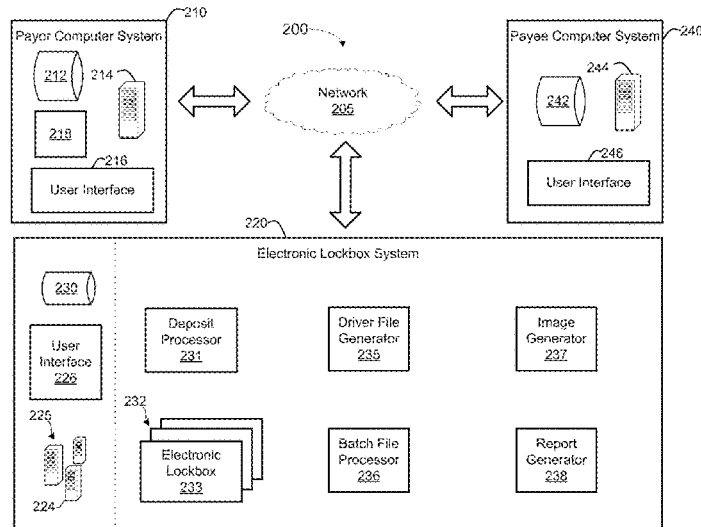 210
Payor Computer System
212
214
218
216
User Interface
200
Network
205
Payee Computer System
240
242
244
246
User Interface
220
Electronic Lockbox System
230
User
Interface
226
225
224
Deposit
Processor
231
Driver File
Generator
235
Image
Generator
237
232
Electronic
Lockbox
233
Batch File
Processor
236
Report
Generator
238